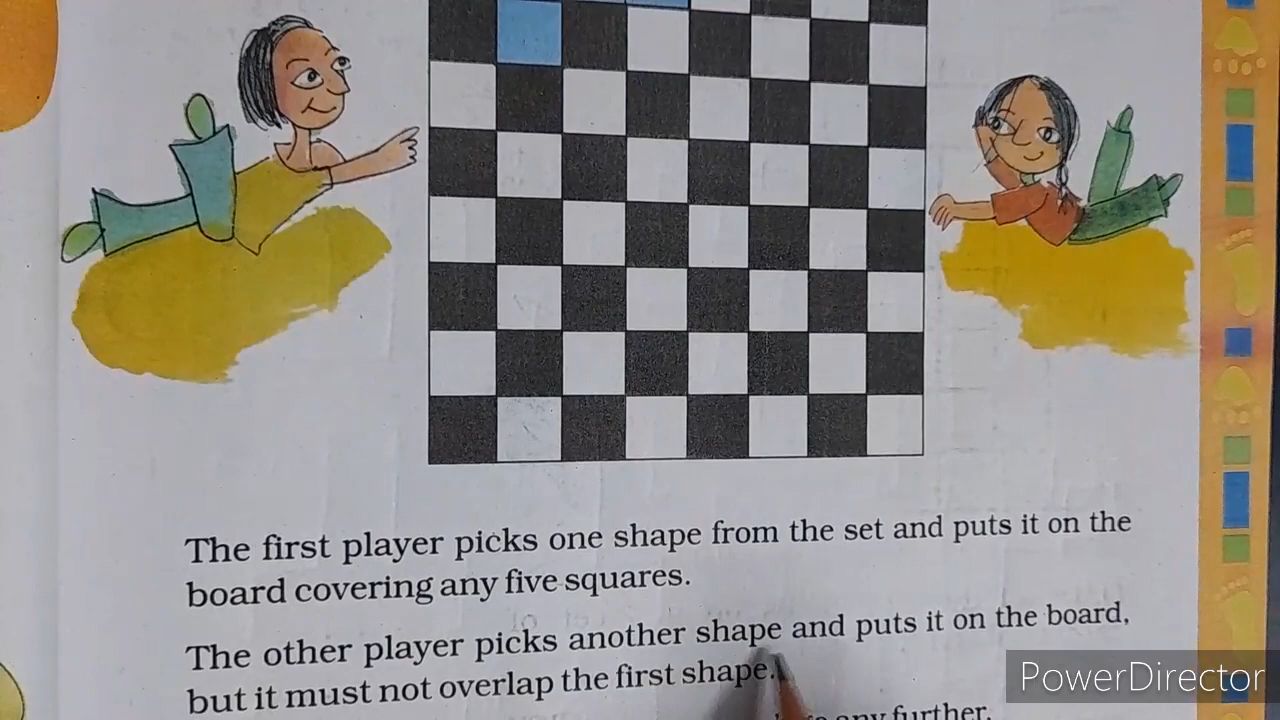 The first player picks one shape from the set and puts it on the
board covering any five squares.
The other player picks another shape and puts it on the board,
but it must not overlap the first shape.
any further.
PowerDirector